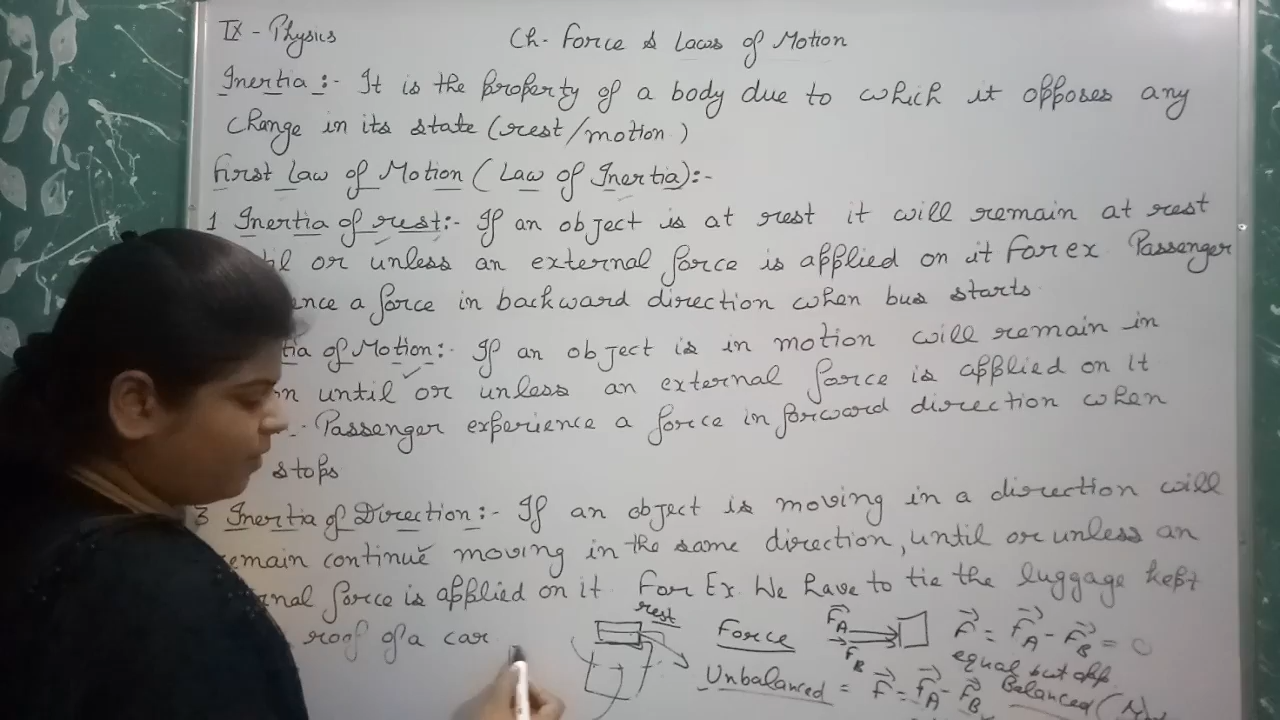 IX - Physics
Ch- Force & Laws of Motion
Inertia :- It is the property of a body due to which it opposes any
change in its state (rest/motion)
First Law of Motion (Law of Inertia):-
1 Inertia of rest:- If an object is at rest it will remain at rest
or unless an external force is applied on it For ex Passenger
a force in backward direction when bus starts
of Motion:- If an object is in motion will remain in
until or unless an external force is applied on it
Passenger experience a force in forward direction when
stops
3 Inertia of Direction:- If an object is moving in a direction will
remain continue moving in the same direction, until or unless an
force is applied on it For Ex We have to tie the luggage kept
roof of a car
rest
Force
F⃗A
F⃗B
F⃗ = F⃗A - F⃗B = 0
equal but opp
Balanced
Unbalanced = F⃗ = F⃗A - F⃗B